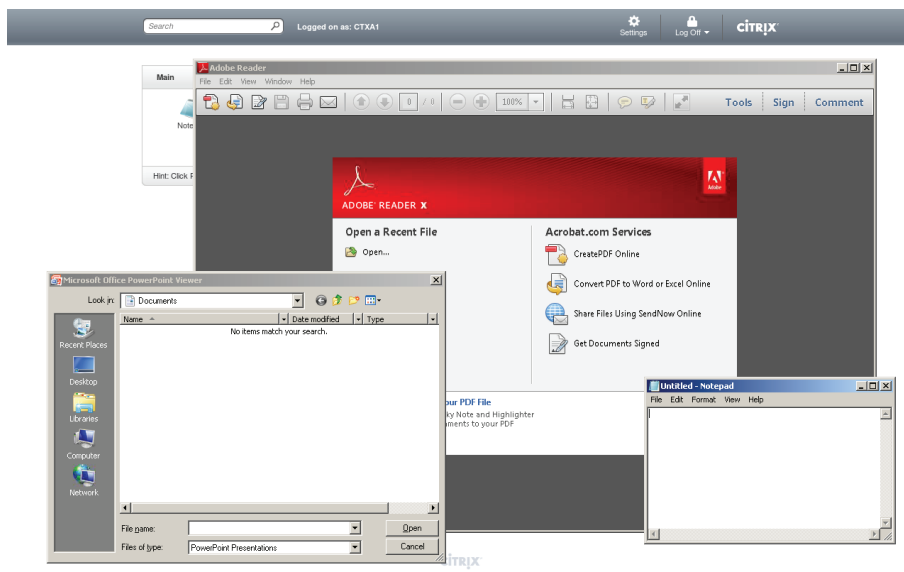 Search
Logged on as: CTXA1
Settings
Log Off
CİTRIX
Main
Note
Hint: Click
Adobe Reader
File Edit View Window Help
0 / 0
100%
Tools Sign Comment
Adobe
ADOBE® READER X
Open a Recent File
Open...
Acrobat.com Services
CreatePDF Online
Convert PDF to Word or Excel Online
Share Files Using SendNow Online
Get Documents Signed
our PDF File
ky Note and Highlighter
ments to your PDF
Microsoft Office PowerPoint Viewer
Look in:
Documents
Name Date modified Type
No items match your search.
Recent Places
Desktop
Libraries
Computer
Network
File name:
Open
Files of type:
PowerPoint Presentations
Cancel
Untitled - Notepad
File Edit Format View Help
CİTRIX